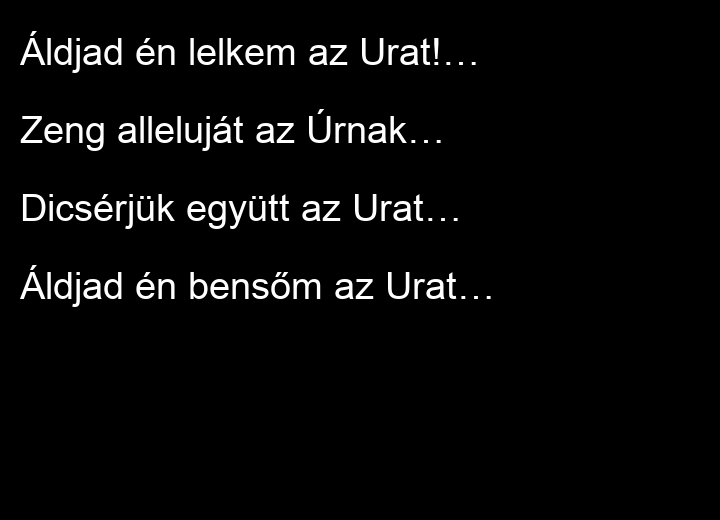 Áldjad én lelkem az Urat!…
Zeng alleluját az Úrnak…
Dicsérjük együtt az Urat…
Áldjad én bensőm az Urat…